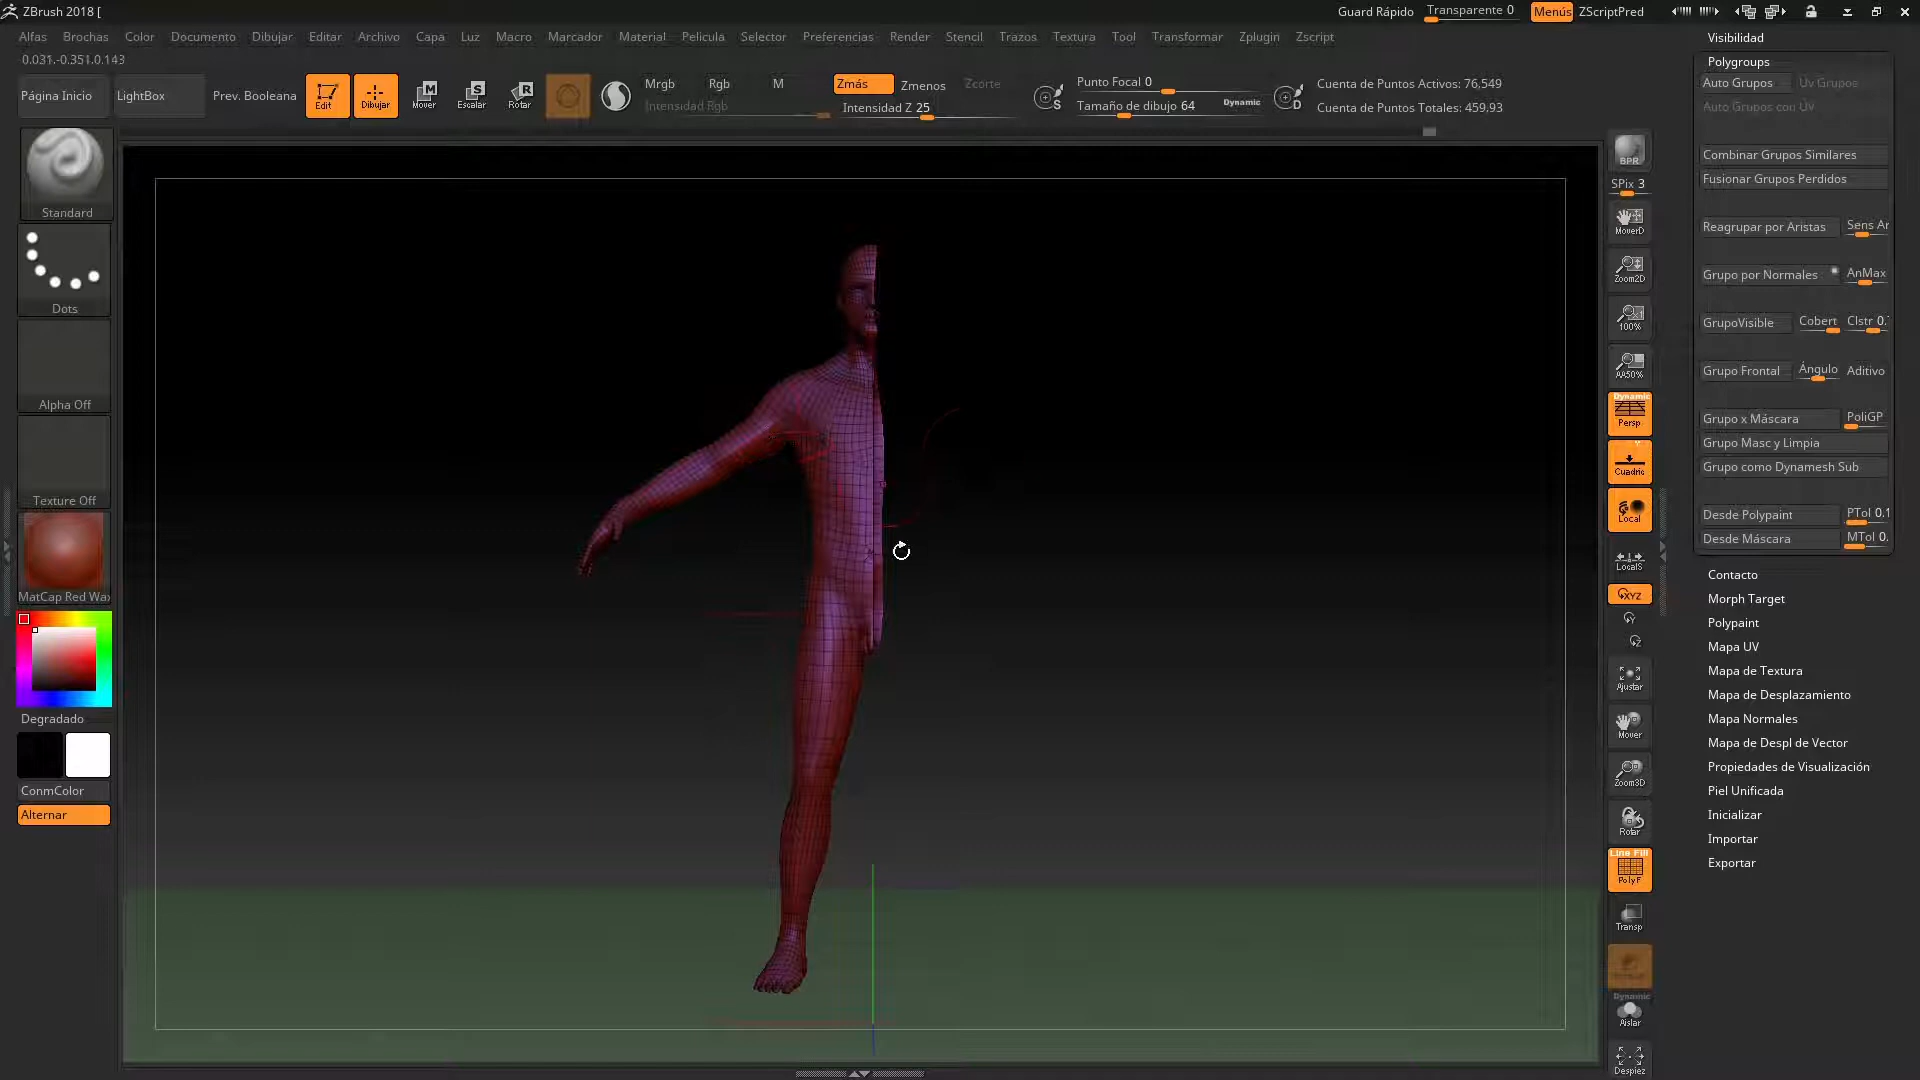 ZBrush 2018 [
Guard Rápido
Transparente 0
Menús
ZScriptPred
Alfas
Brochas
Color
Documento
Dibujar
Editar
Archivo
Capa
Luz
Macro
Marcador
Material
Pelicula
Selector
Preferencias
Render
Stencil
Trazos
Textura
Tool
Transformar
Zplugin
Zscript
0.031,-0.351,0.143
Página Inicio
LightBox
Prev. Booleana
Edit
Dibujar
Mover
Escalar
Rotar
Mrgb
Rgb
M
Intensidad Rgb
Zmás
Zmenos
Zcorte
Intensidad Z 25
Punto Focal 0
Tamaño de dibujo 64
Dynamic
Cuenta de Puntos Activos: 76,549
Cuenta de Puntos Totales: 459,93
Standard
Dots
Alpha Off
Texture Off
MatCap Red Wax
Degradado
ConmColor
Alternar
BPR
SPix 3
MoverD
Zoom2D
100%
AA50%
Dynamic
Persp
Cuadric
Local
LocalS
XYZ
Y
Z
Ajustar
Mover
Zoom3D
Rotar
Line Fill
PolyF
Transp
Dynamic
Aislar
Despiez
Visibilidad
Polygroups
Auto Grupos
Uv Grupos
Auto Grupos con Uv
Combinar Grupos Similares
Fusionar Grupos Perdidos
Reagrupar por Aristas
Sens Ar
Grupo por Normales
AnMax
GrupoVisible
Cobert
Clstr 0.
Grupo Frontal
Ángulo
Aditivo
Grupo x Máscara
PoliGP
Grupo Masc y Limpia
Grupo como Dynamesh Sub
Desde Polypaint
PTol 0.1
Desde Máscara
MTol 0.
Contacto
Morph Target
Polypaint
Mapa UV
Mapa de Textura
Mapa de Desplazamiento
Mapa Normales
Mapa de Despl de Vector
Propiedades de Visualización
Piel Unificada
Inicializar
Importar
Exportar